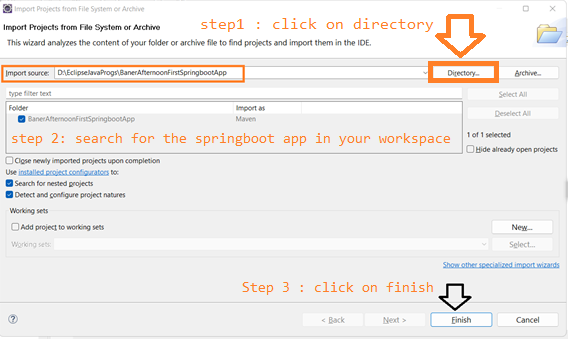 Import Projects from File System or Archive
step1 : click on directory
Import Projects from File System or Archive
This wizard analyzes the content of your folder or archive file to find projects and import them in the IDE.
Import source: D:\EclipseJavaProgs\BanerAfternoonFirstSpringbootApp Directory... Archive...
type filter text Select All
Folder Import as Deselect All
BanerAfternoonFirstSpringbootApp Maven
step 2: search for the springboot app in your workspace
1 of 1 selected
Hide already open projects
Close newly imported projects upon completion
Use installed project configurators to:
Search for nested projects
Detect and configure project natures
Working sets
Add project to working sets New...
Working sets: Select...
Show other specialized import wizards
Step 3 : click on finish
? < Back Next > Finish Cancel